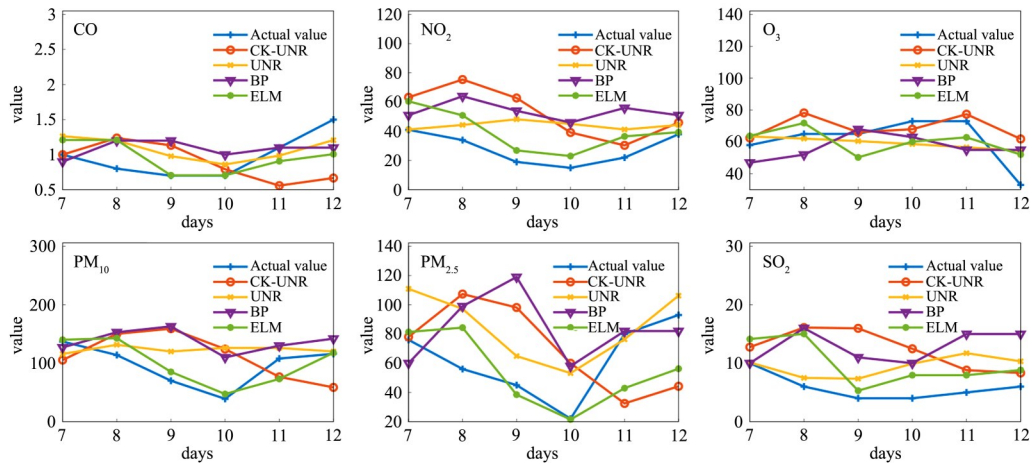 3
2.5
2
1.5
1
0.5
value
CO
Actual value
CK-UNR
UNR
BP
ELM
7 8 9 10 11 12
days
120
100
80
60
40
20
0
value
NO2
Actual value
CK-UNR
UNR
BP
ELM
7 8 9 10 11 12
days
140
120
100
80
60
40
value
O3
Actual value
CK-UNR
UNR
BP
ELM
7 8 9 10 11 12
days
300
200
100
0
value
PM10
Actual value
CK-UNR
UNR
BP
ELM
7 8 9 10 11 12
days
140
120
100
80
60
40
20
value
PM2.5
Actual value
CK-UNR
UNR
BP
ELM
7 8 9 10 11 12
days
30
20
10
0
value
SO2
Actual value
CK-UNR
UNR
BP
ELM
7 8 9 10 11 12
days